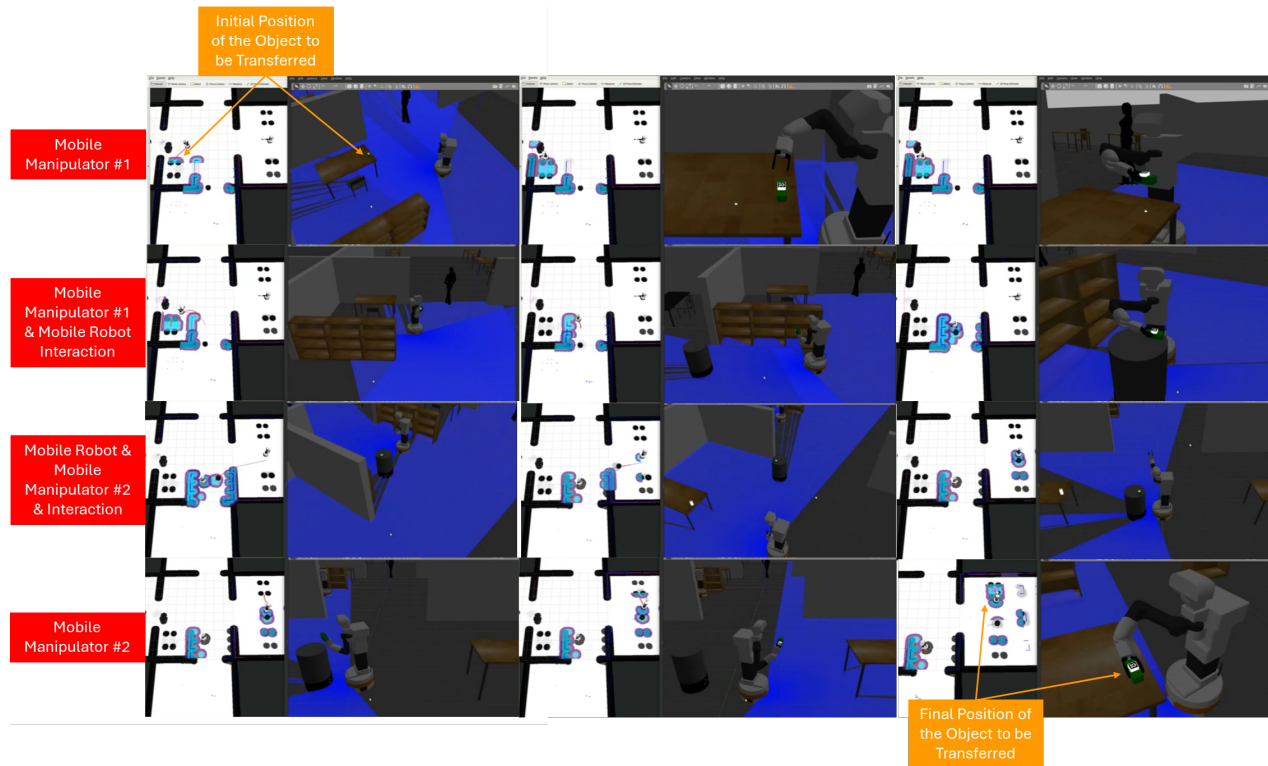 Initial Position
of the Object to
be Transferred
Mobile
Manipulator #1
Mobile
Manipulator #1
& Mobile Robot
Interaction
Mobile Robot &
Mobile
Manipulator #2
& Interaction
Mobile
Manipulator #2
Final Position of
the Object to be
Transferred